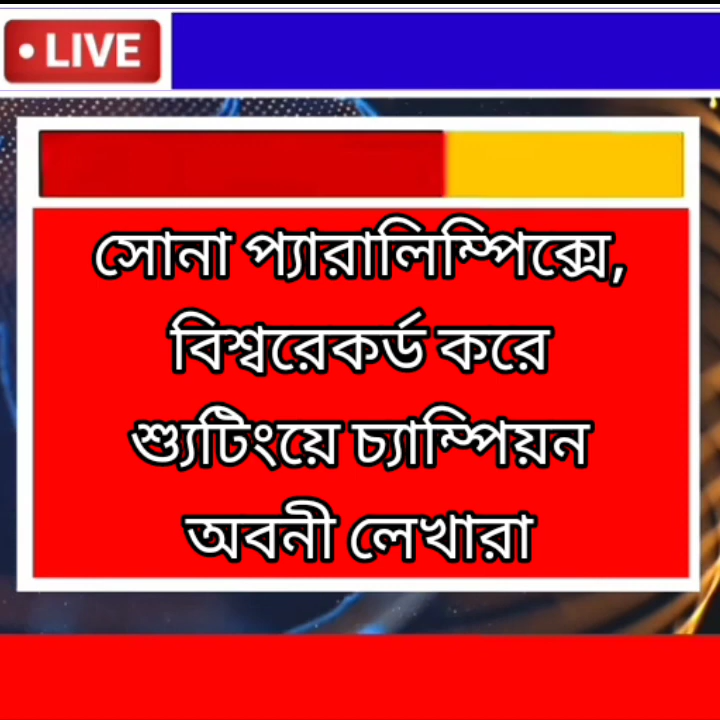 • LIVE
সোনা প্যারালিম্পিক্সে,
বিশ্বরেকর্ড করে
শ্যুটিংয়ে চ্যাম্পিয়ন
অবনী লেখারা